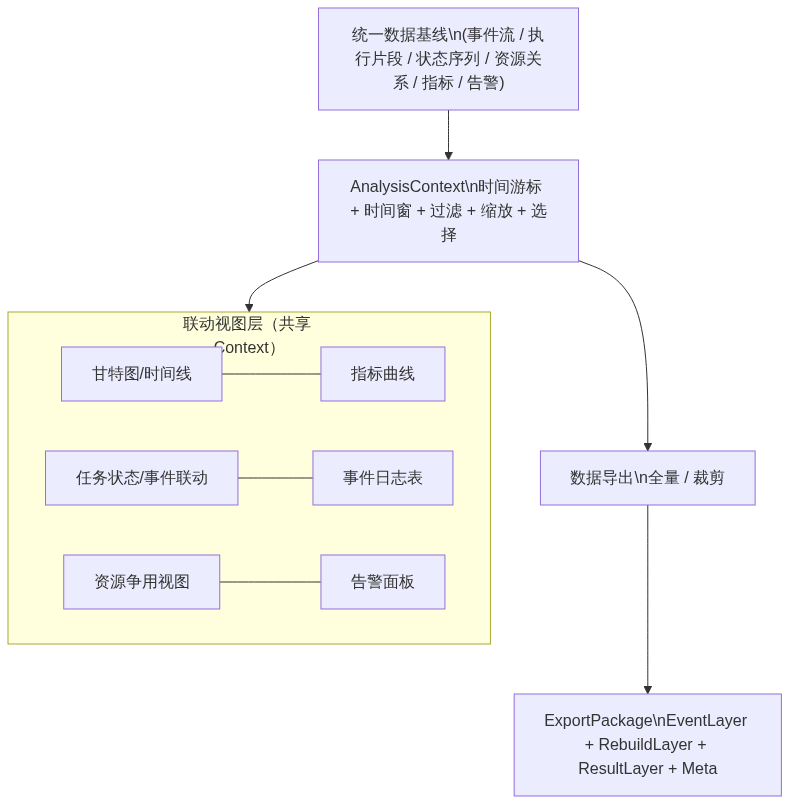 统一数据基线\n(事件流 / 执
行片段 / 状态序列 / 资源关
系 / 指标 / 告警)
AnalysisContext\n时间游标
+ 时间窗 + 过滤 + 缩放 + 选
择
联动视图层（共享
Context）
甘特图/时间线
指标曲线
任务状态/事件联动
事件日志表
资源争用视图
告警面板
数据导出\n全量 / 裁剪
ExportPackage\nEventLayer
+ RebuildLayer +
ResultLayer + Meta